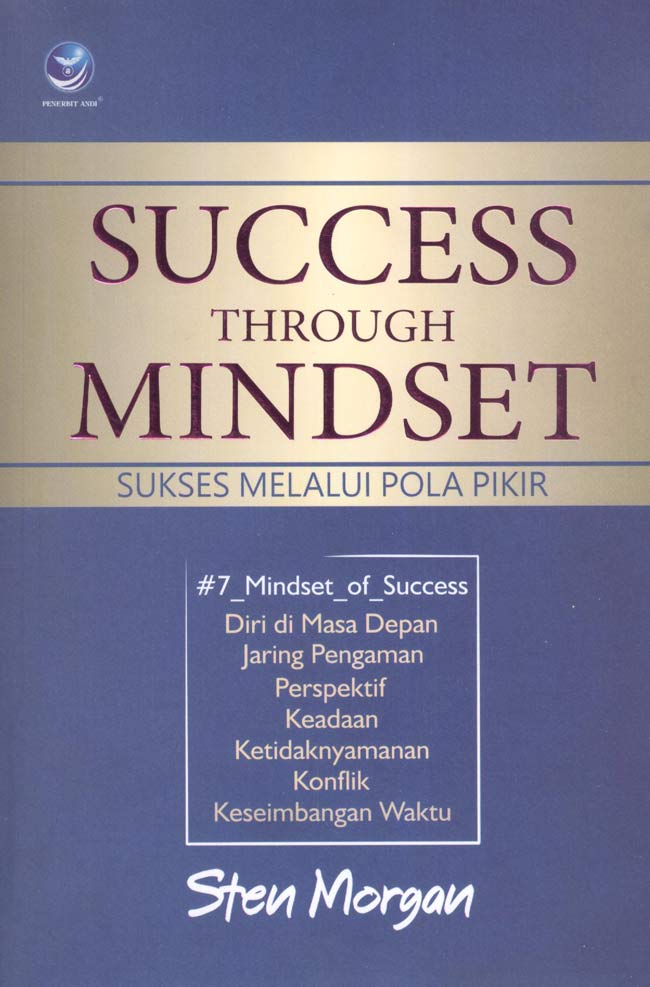 PENERBIT ANDI®
SUCCESS
THROUGH
MINDSET
SUKSES MELALUI POLA PIKIR
#7_Mindset_of_Success
Diri di Masa Depan
Jaring Pengaman
Perspektif
Keadaan
Ketidaknyamanan
Konflik
Keseimbangan Waktu
Sten Morgan